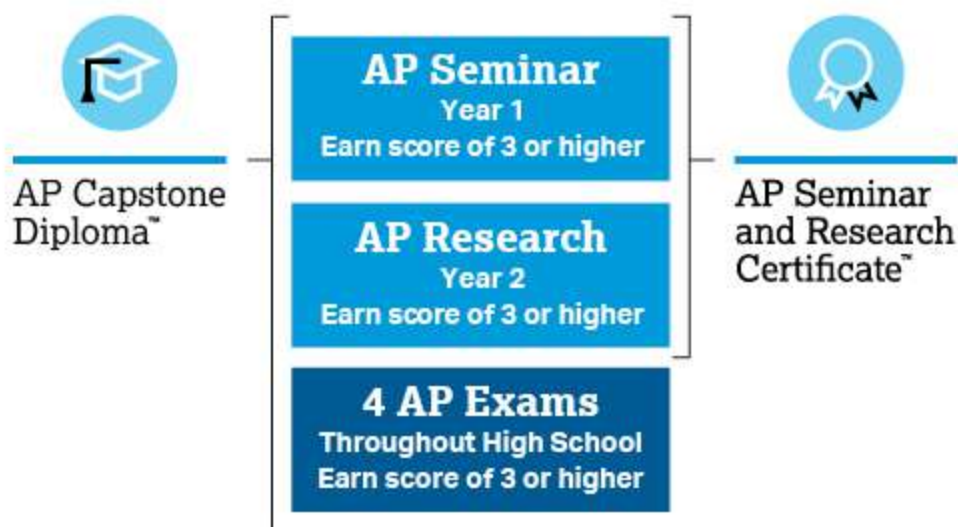 AP Capstone
Diploma™
AP Seminar
Year 1
Earn score of 3 or higher
AP Research
Year 2
Earn score of 3 or higher
4 AP Exams
Throughout High School
Earn score of 3 or higher
AP Seminar
and Research
Certificate™